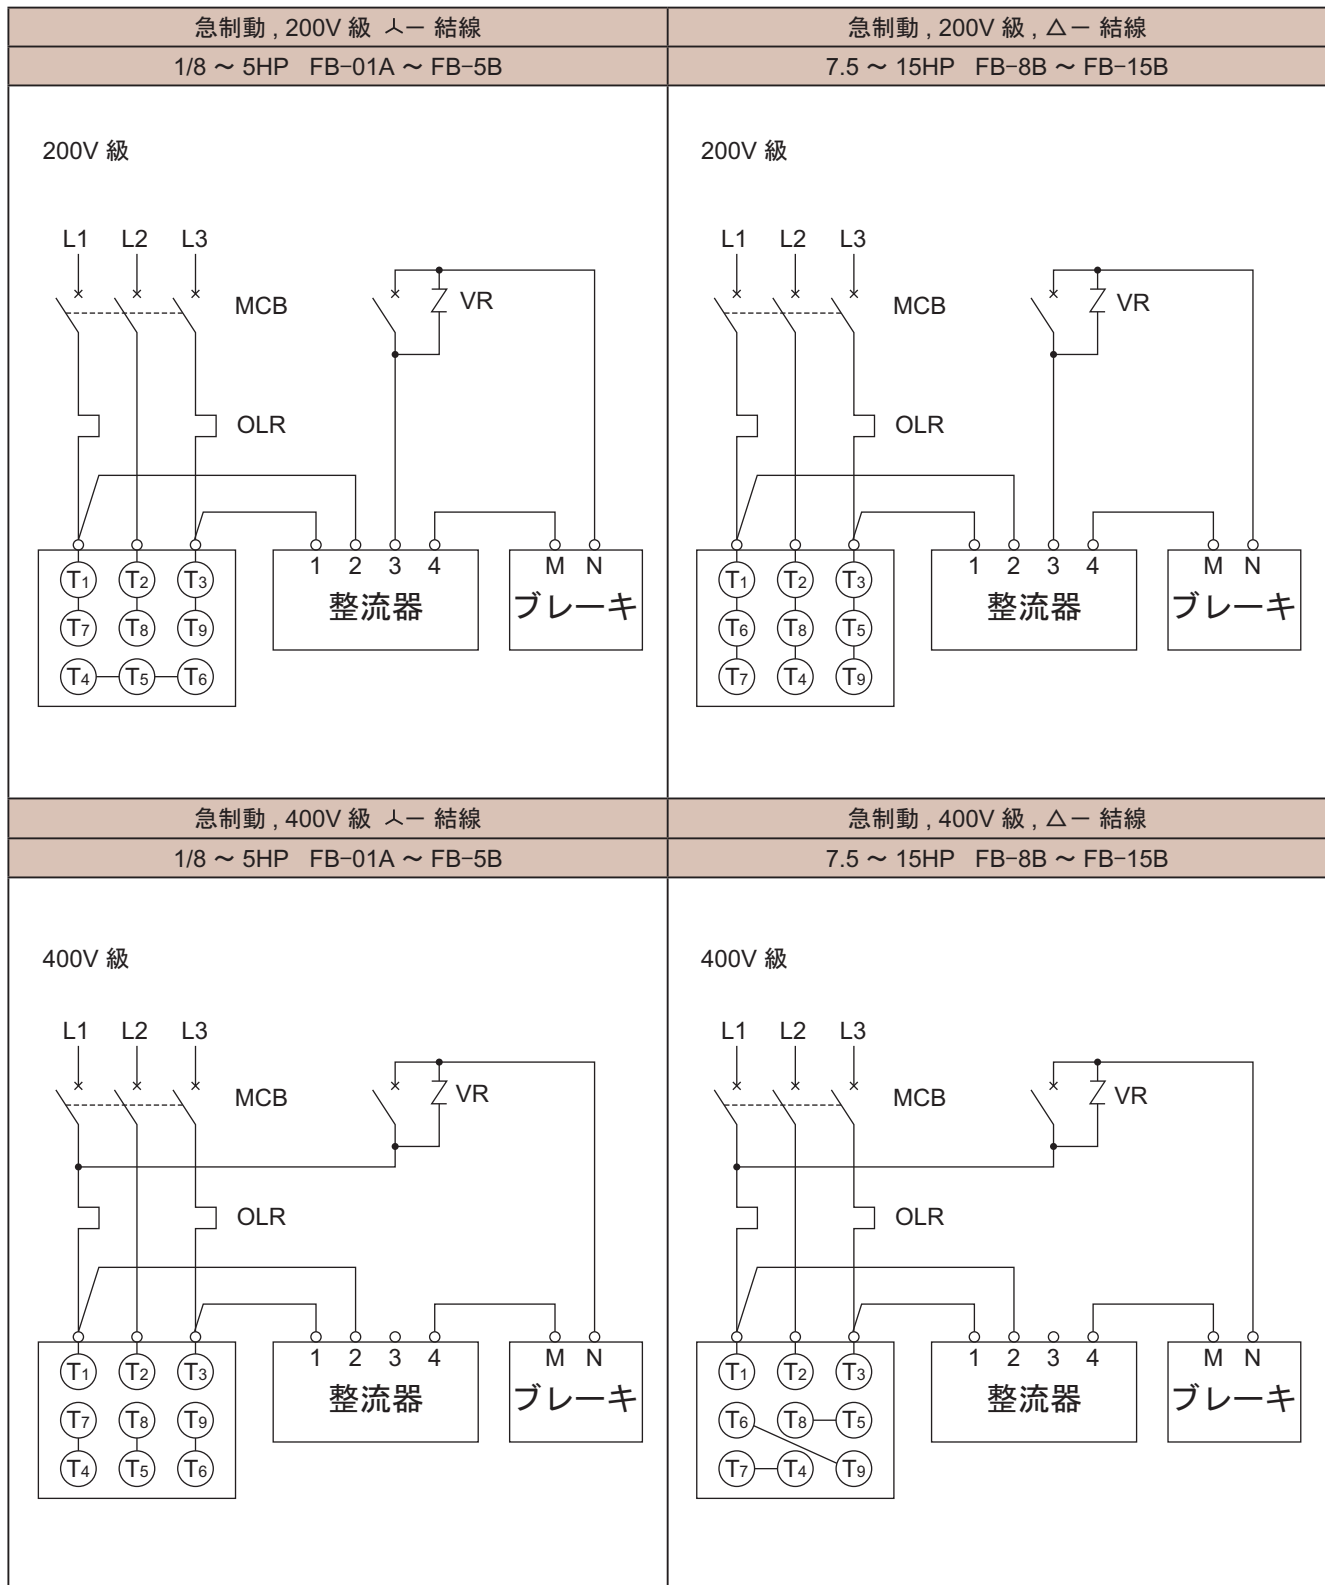 急制動 , 200V 級 人ー 結線
1/8 ～ 5HP FB-01A ～ FB-5B
200V 級
L1 L2 L3
MCB
VR
OLR
1 2 3 4
M N
整流器
ブレーキ
T1 T2 T3
T7 T8 T9
T4 T5 T6
急制動 , 200V 級 , △ー 結線
7.5 ～ 15HP FB-8B ～ FB-15B
200V 級
L1 L2 L3
MCB
VR
OLR
1 2 3 4
M N
整流器
ブレーキ
T1 T2 T3
T6 T8 T5
T7 T4 T9
急制動 , 400V 級 人ー 結線
1/8 ～ 5HP FB-01A ～ FB-5B
400V 級
L1 L2 L3
MCB
VR
OLR
1 2 3 4
M N
整流器
ブレーキ
T1 T2 T3
T7 T8 T9
T4 T5 T6
急制動 , 400V 級 , △ー 結線
7.5 ～ 15HP FB-8B ～ FB-15B
400V 級
L1 L2 L3
MCB
VR
OLR
1 2 3 4
M N
整流器
ブレーキ
T1 T2 T3
T6 T8 T5
T7 T4 T9